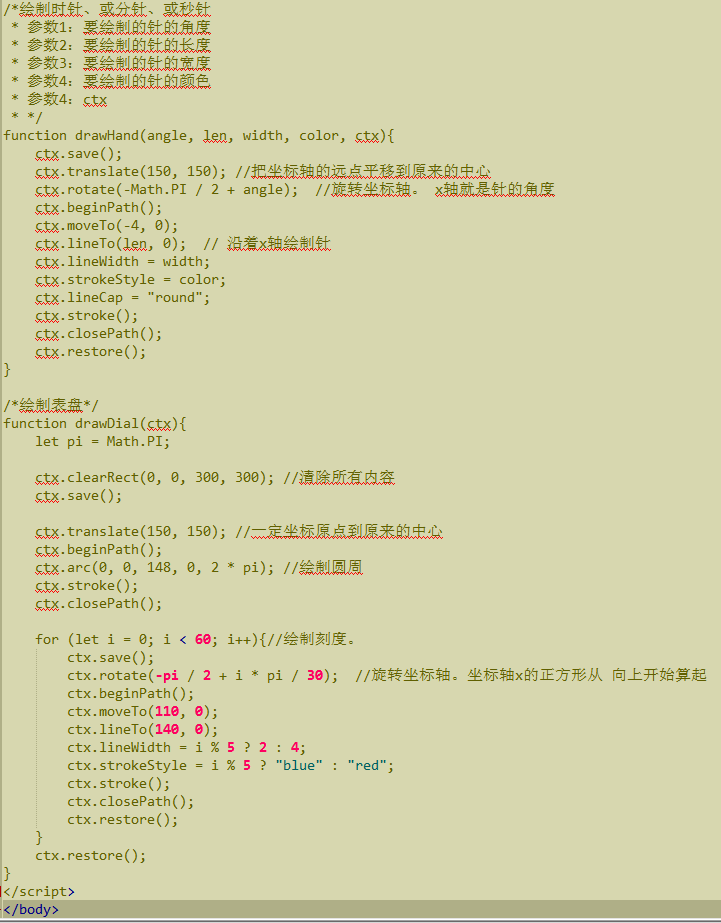 /*绘制时针、或分针、或秒针
 * 参数1：要绘制的针的角度
 * 参数2：要绘制的针的长度
 * 参数3：要绘制的针的宽度
 * 参数4：要绘制的针的颜色
 * 参数4：ctx
 * */
function drawHand(angle, len, width, color, ctx){
    ctx.save();
    ctx.translate(150, 150); //把坐标轴的远点平移到原来的中心
    ctx.rotate(-Math.PI / 2 + angle);  //旋转坐标轴。 x轴就是针的角度
    ctx.beginPath();
    ctx.moveTo(-4, 0);
    ctx.lineTo(len, 0);  // 沿着x轴绘制针
    ctx.lineWidth = width;
    ctx.strokeStyle = color;
    ctx.lineCap = "round";
    ctx.stroke();
    ctx.closePath();
    ctx.restore();
}
/*绘制表盘*/
function drawDial(ctx){
    let pi = Math.PI;
    ctx.clearRect(0, 0, 300, 300); //清除所有内容
    ctx.save();
    ctx.translate(150, 150); //一定坐标原点到原来的中心
    ctx.beginPath();
    ctx.arc(0, 0, 148, 0, 2 * pi); //绘制圆周
    ctx.stroke();
    ctx.closePath();
    for (let i = 0; i < 60; i++){//绘制刻度。
        ctx.save();
        ctx.rotate(-pi / 2 + i * pi / 30);  //旋转坐标轴。坐标轴x的正方形从 向上开始算起
        ctx.beginPath();
        ctx.moveTo(110, 0);
        ctx.lineTo(140, 0);
        ctx.lineWidth = i % 5 ? 2 : 4;
        ctx.strokeStyle = i % 5 ? "blue" : "red";
        ctx.stroke();
        ctx.closePath();
        ctx.restore();
    }
    ctx.restore();
}
</script>
</body>